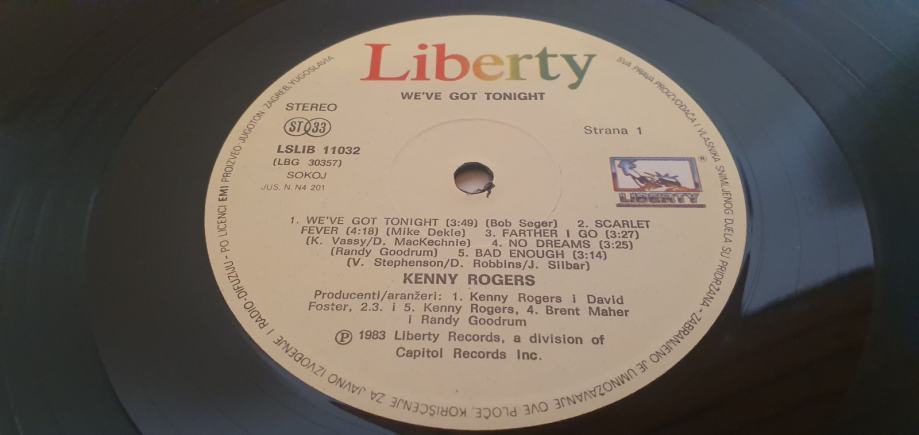 Liberty
WE'VE GOT TONIGHT
STEREO
ST 33
LSLIB 11032
(LBG 30357)
SOKOJ
JUS. N. N4 201
Strana 1
LIBERTY
®
1. WE'VE GOT TONIGHT (3:49) (Bob Seger) 2. SCARLET
FEVER (4:18) (Mike Dekle) 3. FARTHER I GO (3:27)
(K. Vassy/D. MacKechnie) 4. NO DREAMS (3:25)
(Randy Goodrum) 5. BAD ENOUGH (3:14)
(V. Stephenson/D. Robbins/J. Silbar)
KENNY ROGERS
Producenti/aranžeri: 1. Kenny Rogers i David
Foster, 2.3. i 5. Kenny Rogers, 4. Brent Maher
i Randy Goodrum
Ⓟ 1983 Liberty Records, a division of
Capitol Records Inc.
SVA PRAVA PROIZVOĐAČA I VLASNIKA SNIMLJENOG DJELA SU PRIDRŽANA - ZABRANJENO JE UMNOŽAVANJE OVE PLOČE, KORIŠĆENJE ZA JAVNO IZVOĐENJE I RADIO-DIFUZIJU - PO LICENCI EMI PROIZVEO JUGOTON ZAGREB, YUGOSLAVIA